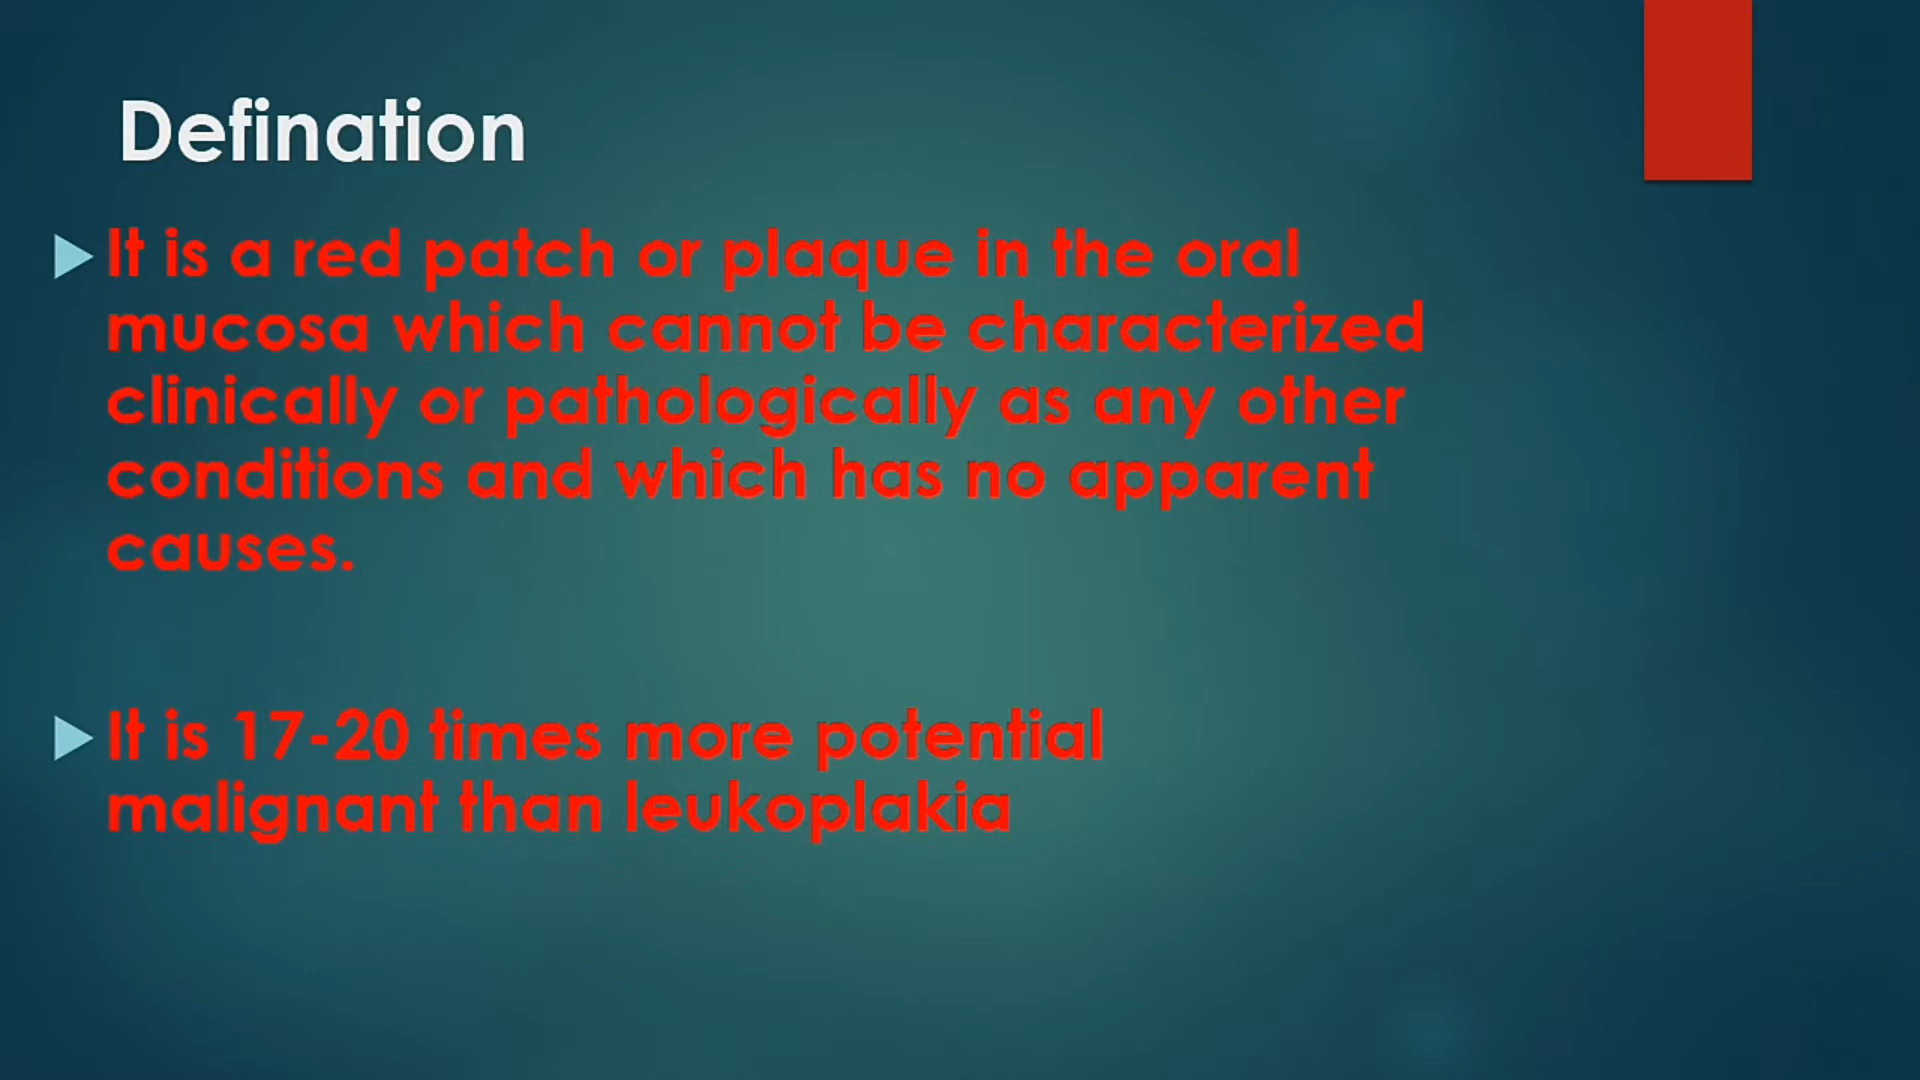 Defination
It is a red patch or plaque in the oral
mucosa which cannot be characterized
clinically or pathologically as any other
conditions and which has no apparent
causes.
It is 17-20 times more potential
malignant than leukoplakia